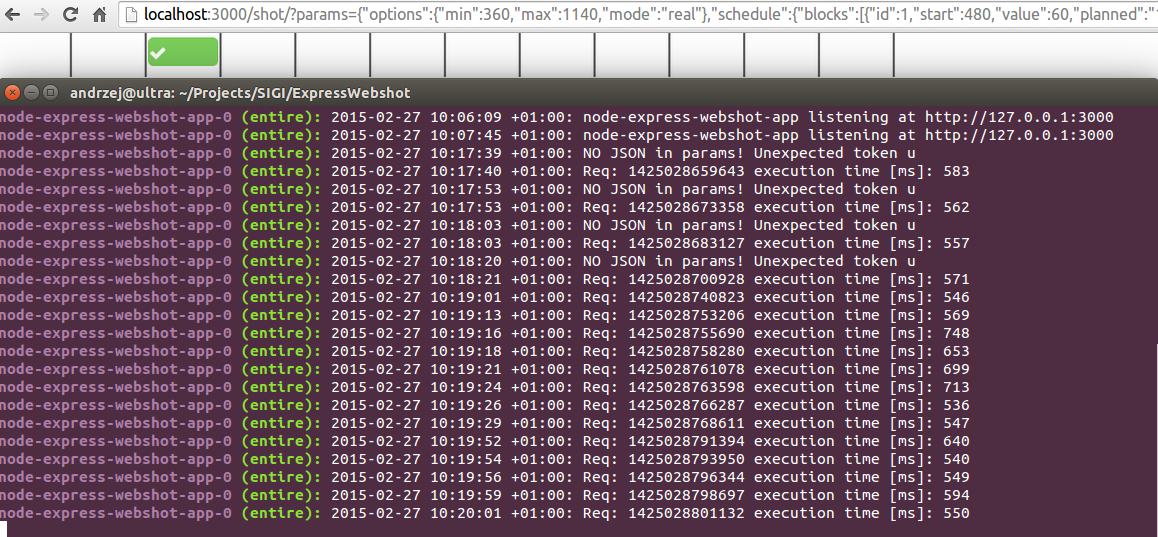 localhost:3000/shot/?params={"options":{"min":360,"max":1140,"mode":"real"},"schedule":{"blocks":[{"id":1,"start":480,"value":60,"planned":"
andrzej@ultra: ~/Projects/SIGI/ExpressWebshot
node-express-webshot-app-0 (entire): 2015-02-27 10:06:09 +01:00: node-express-webshot-app listening at http://127.0.0.1:3000
node-express-webshot-app-0 (entire): 2015-02-27 10:07:45 +01:00: node-express-webshot-app listening at http://127.0.0.1:3000
node-express-webshot-app-0 (entire): 2015-02-27 10:17:39 +01:00: NO JSON in params! Unexpected token u
node-express-webshot-app-0 (entire): 2015-02-27 10:17:40 +01:00: Req: 1425028659643 execution time [ms]: 583
node-express-webshot-app-0 (entire): 2015-02-27 10:17:53 +01:00: NO JSON in params! Unexpected token u
node-express-webshot-app-0 (entire): 2015-02-27 10:17:53 +01:00: Req: 1425028673358 execution time [ms]: 562
node-express-webshot-app-0 (entire): 2015-02-27 10:18:03 +01:00: NO JSON in params! Unexpected token u
node-express-webshot-app-0 (entire): 2015-02-27 10:18:03 +01:00: Req: 1425028683127 execution time [ms]: 557
node-express-webshot-app-0 (entire): 2015-02-27 10:18:20 +01:00: NO JSON in params! Unexpected token u
node-express-webshot-app-0 (entire): 2015-02-27 10:18:21 +01:00: Req: 1425028700928 execution time [ms]: 571
node-express-webshot-app-0 (entire): 2015-02-27 10:19:01 +01:00: Req: 1425028740823 execution time [ms]: 546
node-express-webshot-app-0 (entire): 2015-02-27 10:19:13 +01:00: Req: 1425028753206 execution time [ms]: 569
node-express-webshot-app-0 (entire): 2015-02-27 10:19:16 +01:00: Req: 1425028755690 execution time [ms]: 748
node-express-webshot-app-0 (entire): 2015-02-27 10:19:18 +01:00: Req: 1425028758280 execution time [ms]: 653
node-express-webshot-app-0 (entire): 2015-02-27 10:19:21 +01:00: Req: 1425028761078 execution time [ms]: 699
node-express-webshot-app-0 (entire): 2015-02-27 10:19:24 +01:00: Req: 1425028763598 execution time [ms]: 713
node-express-webshot-app-0 (entire): 2015-02-27 10:19:26 +01:00: Req: 1425028766287 execution time [ms]: 536
node-express-webshot-app-0 (entire): 2015-02-27 10:19:29 +01:00: Req: 1425028768611 execution time [ms]: 547
node-express-webshot-app-0 (entire): 2015-02-27 10:19:52 +01:00: Req: 1425028791394 execution time [ms]: 640
node-express-webshot-app-0 (entire): 2015-02-27 10:19:54 +01:00: Req: 1425028793950 execution time [ms]: 540
node-express-webshot-app-0 (entire): 2015-02-27 10:19:56 +01:00: Req: 1425028796344 execution time [ms]: 549
node-express-webshot-app-0 (entire): 2015-02-27 10:19:59 +01:00: Req: 1425028798697 execution time [ms]: 594
node-express-webshot-app-0 (entire): 2015-02-27 10:20:01 +01:00: Req: 1425028801132 execution time [ms]: 550